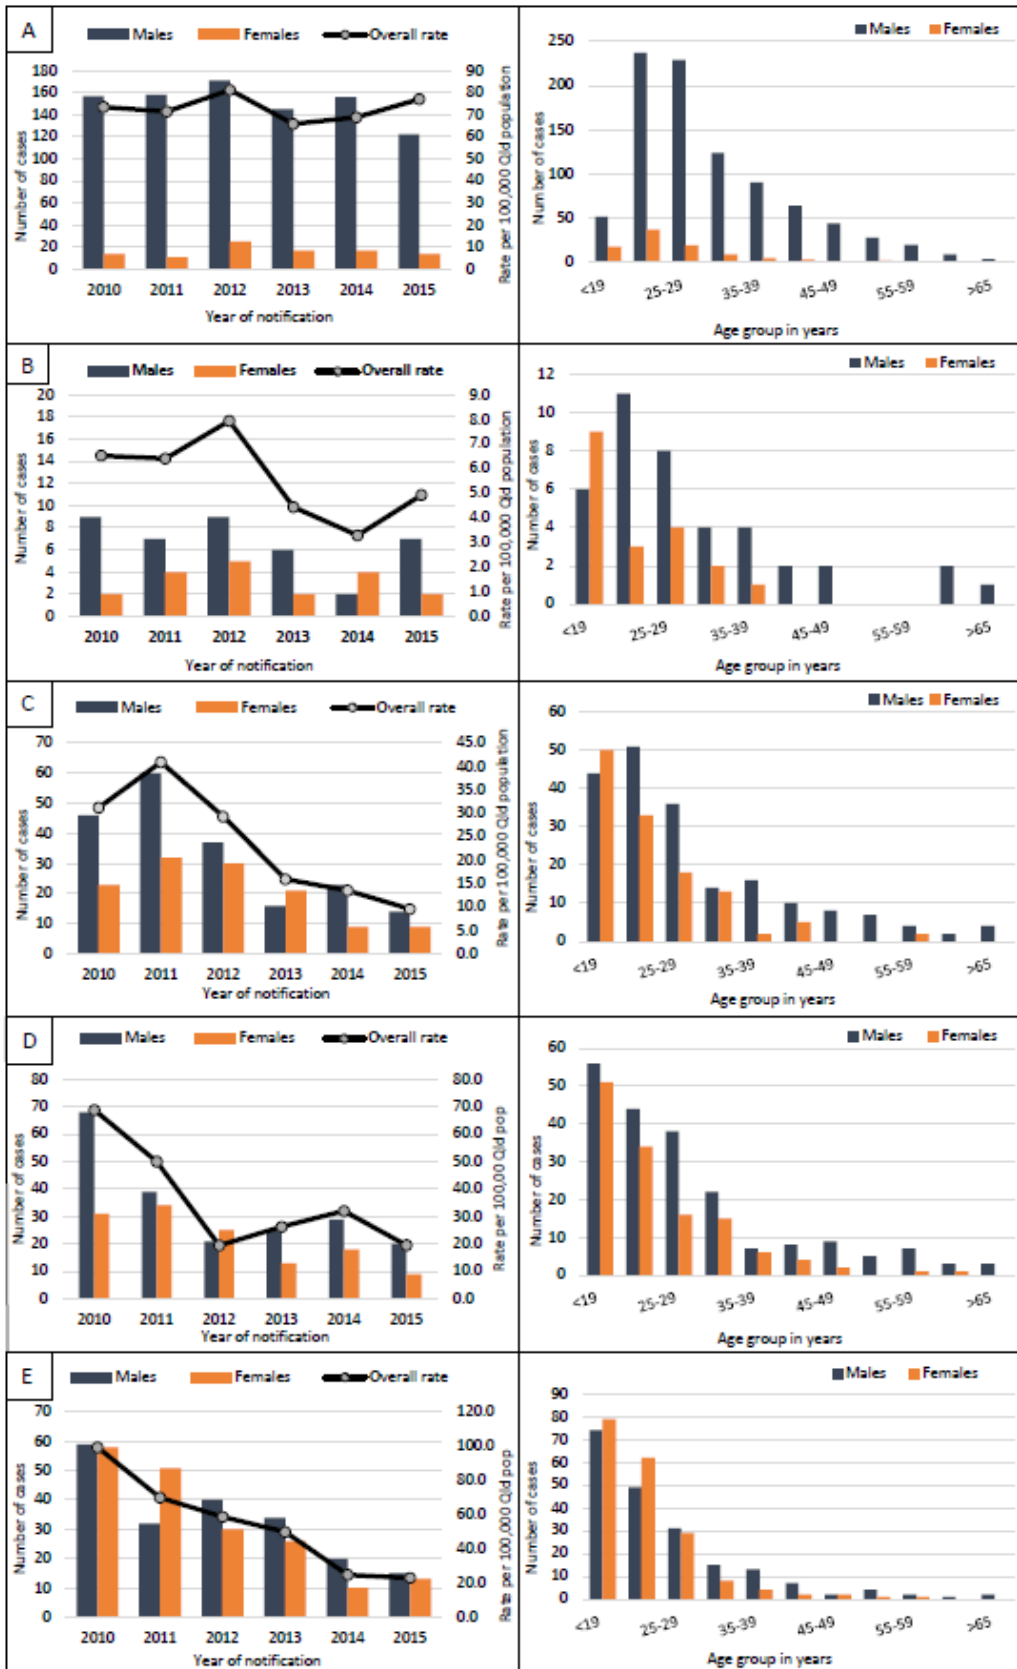 A
Males Females Overall rate
180
160
140
120
100
80
60
40
20
0
Number of cases
90
80
70
60
50
40
30
20
10
0
Rate per 100,000 Qld population
2010 2011 2012 2013 2014 2015
Year of notification
Males Females
250
200
150
100
50
0
Number of cases
<19 25-29 35-39 45-49 55-59 >65
Age group in years
B
Males Females Overall rate
20
18
16
14
12
10
8
6
4
2
0
Number of cases
9.0
8.0
7.0
6.0
5.0
4.0
3.0
2.0
1.0
0.0
Rate per 100,000 Qld population
2010 2011 2012 2013 2014 2015
Year of notification
Males Females
12
10
8
6
4
2
0
Number of cases
<19 25-29 35-39 45-49 55-59 >65
Age group in years
C
Males Females Overall rate
70
60
50
40
30
20
10
0
Number of cases
45.0
40.0
35.0
30.0
25.0
20.0
15.0
10.0
5.0
0.0
Rate per 100,000 Qld population
2010 2011 2012 2013 2014 2015
Year of notification
Males Females
60
50
40
30
20
10
0
Number of cases
<19 25-29 35-39 45-49 55-59 >65
Age group in years
D
Males Females Overall rate
80
70
60
50
40
30
20
10
0
Number of cases
80.0
70.0
60.0
50.0
40.0
30.0
20.0
10.0
0.0
Rate per 100,00 Qld pop
2010 2011 2012 2013 2014 2015
Year of notification
Males Females
60
50
40
30
20
10
0
Number of cases
<19 25-29 35-39 45-49 55-59 >65
Age group in years
E
Males Females Overall rate
70
60
50
40
30
20
10
0
Number of cases
120.0
100.0
80.0
60.0
40.0
20.0
0.0
Rate per 100,000 Qld pop
2010 2011 2012 2013 2014 2015
Year of notification
Males Females
90
80
70
60
50
40
30
20
10
0
Number of cases
<19 25-29 35-39 45-49 55-59 >65
Age group in years